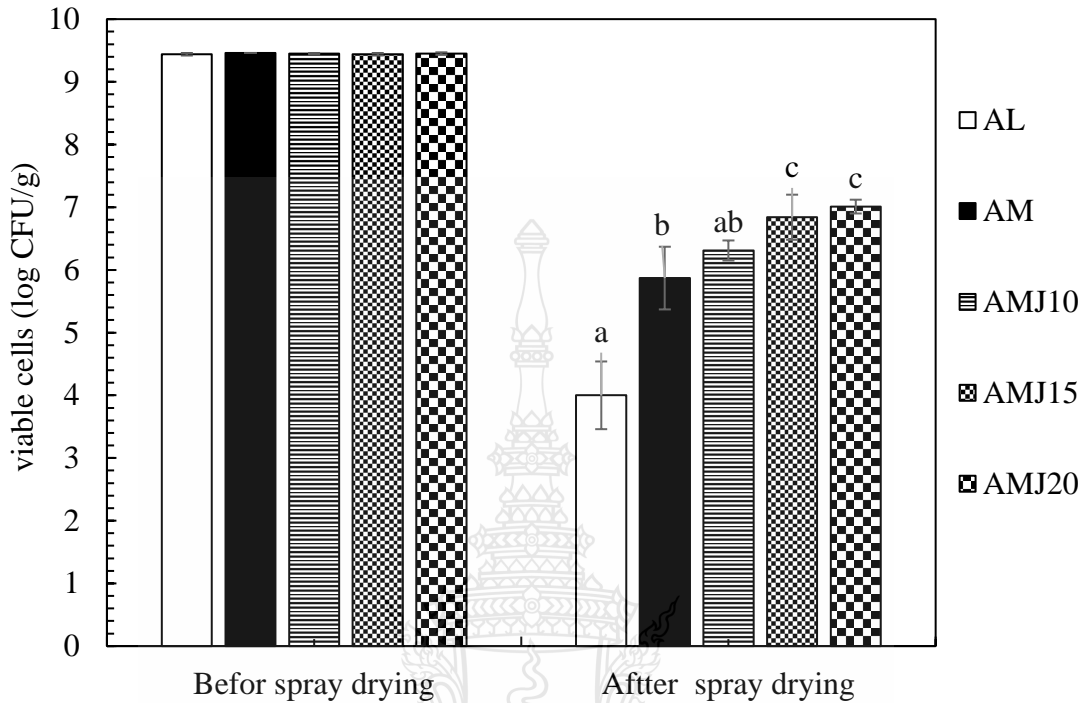 10
9
8
7
6
5
4
3
2
1
0
viable cells (log CFU/g)
a
b
ab
c
c
Befor spray drying
Aftter spray drying
AL
AM
AMJ10
AMJ15
AMJ20